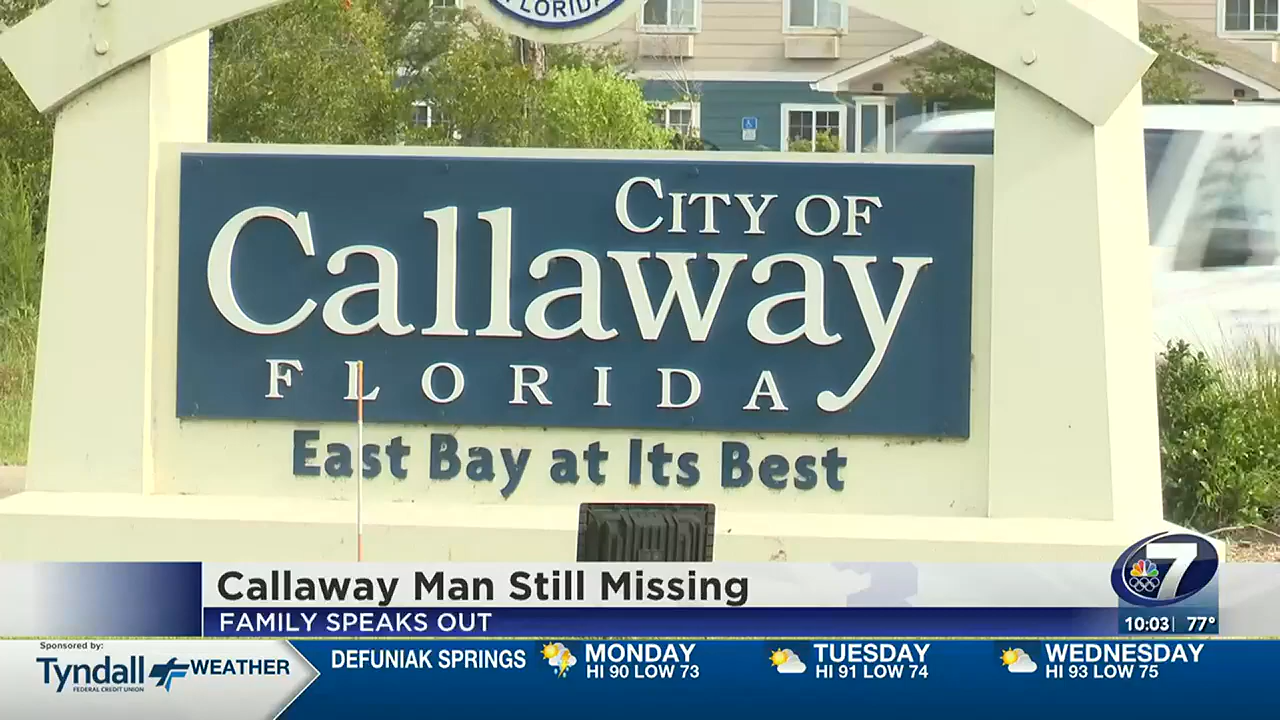 FLORIDA
CITY OF
Callaway
FLORIDA
East Bay at Its Best
Callaway Man Still Missing
FAMILY SPEAKS OUT
7
10:03 77°
Sponsored by:
Tyndall
FEDERAL CREDIT UNION
WEATHER
DEFUNIAK SPRINGS
MONDAY
HI 90 LOW 73
TUESDAY
HI 91 LOW 74
WEDNESDAY
HI 93 LOW 75